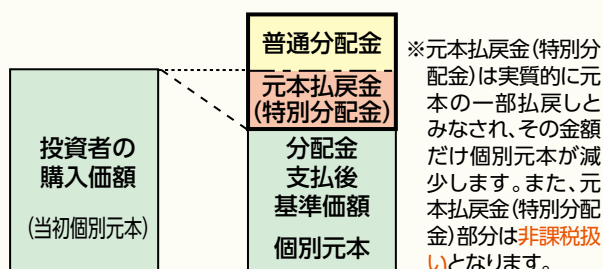 普通分配金
元本払戻金
(特別分配金)
投資者の
購入価額
(当初個別元本)
分配金
支払後
基準価額
個別元本
※元本払戻金(特別分
配金)は実質的に元
本の一部払戻しと
みなされ、その金額
だけ個別元本が減
少します。また、元
本払戻金(特別分配
金)部分は非課税扱
いとなります。